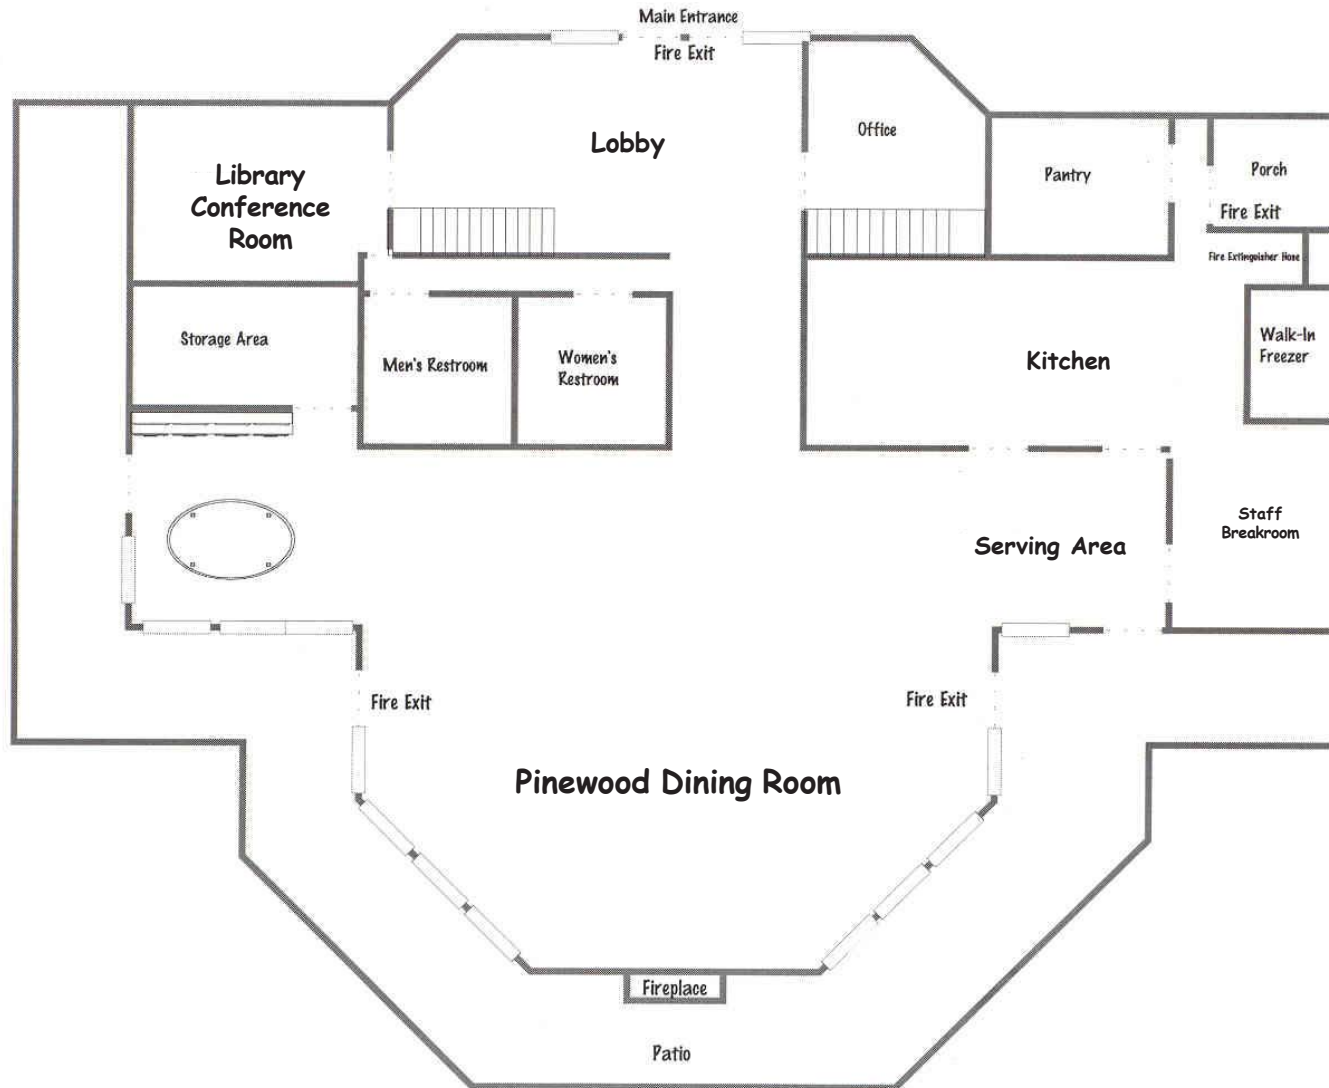 Main Entrance
Fire Exit
Lobby
Office
Library
Conference
Room
Pantry
Porch
Fire Exit
Fire Extinguisher Hose
Storage Area
Men's Restroom
Women's
Restroom
Kitchen
Walk-In
Freezer
Staff
Breakroom
Serving Area
Fire Exit
Fire Exit
Pinewood Dining Room
Fireplace
Patio